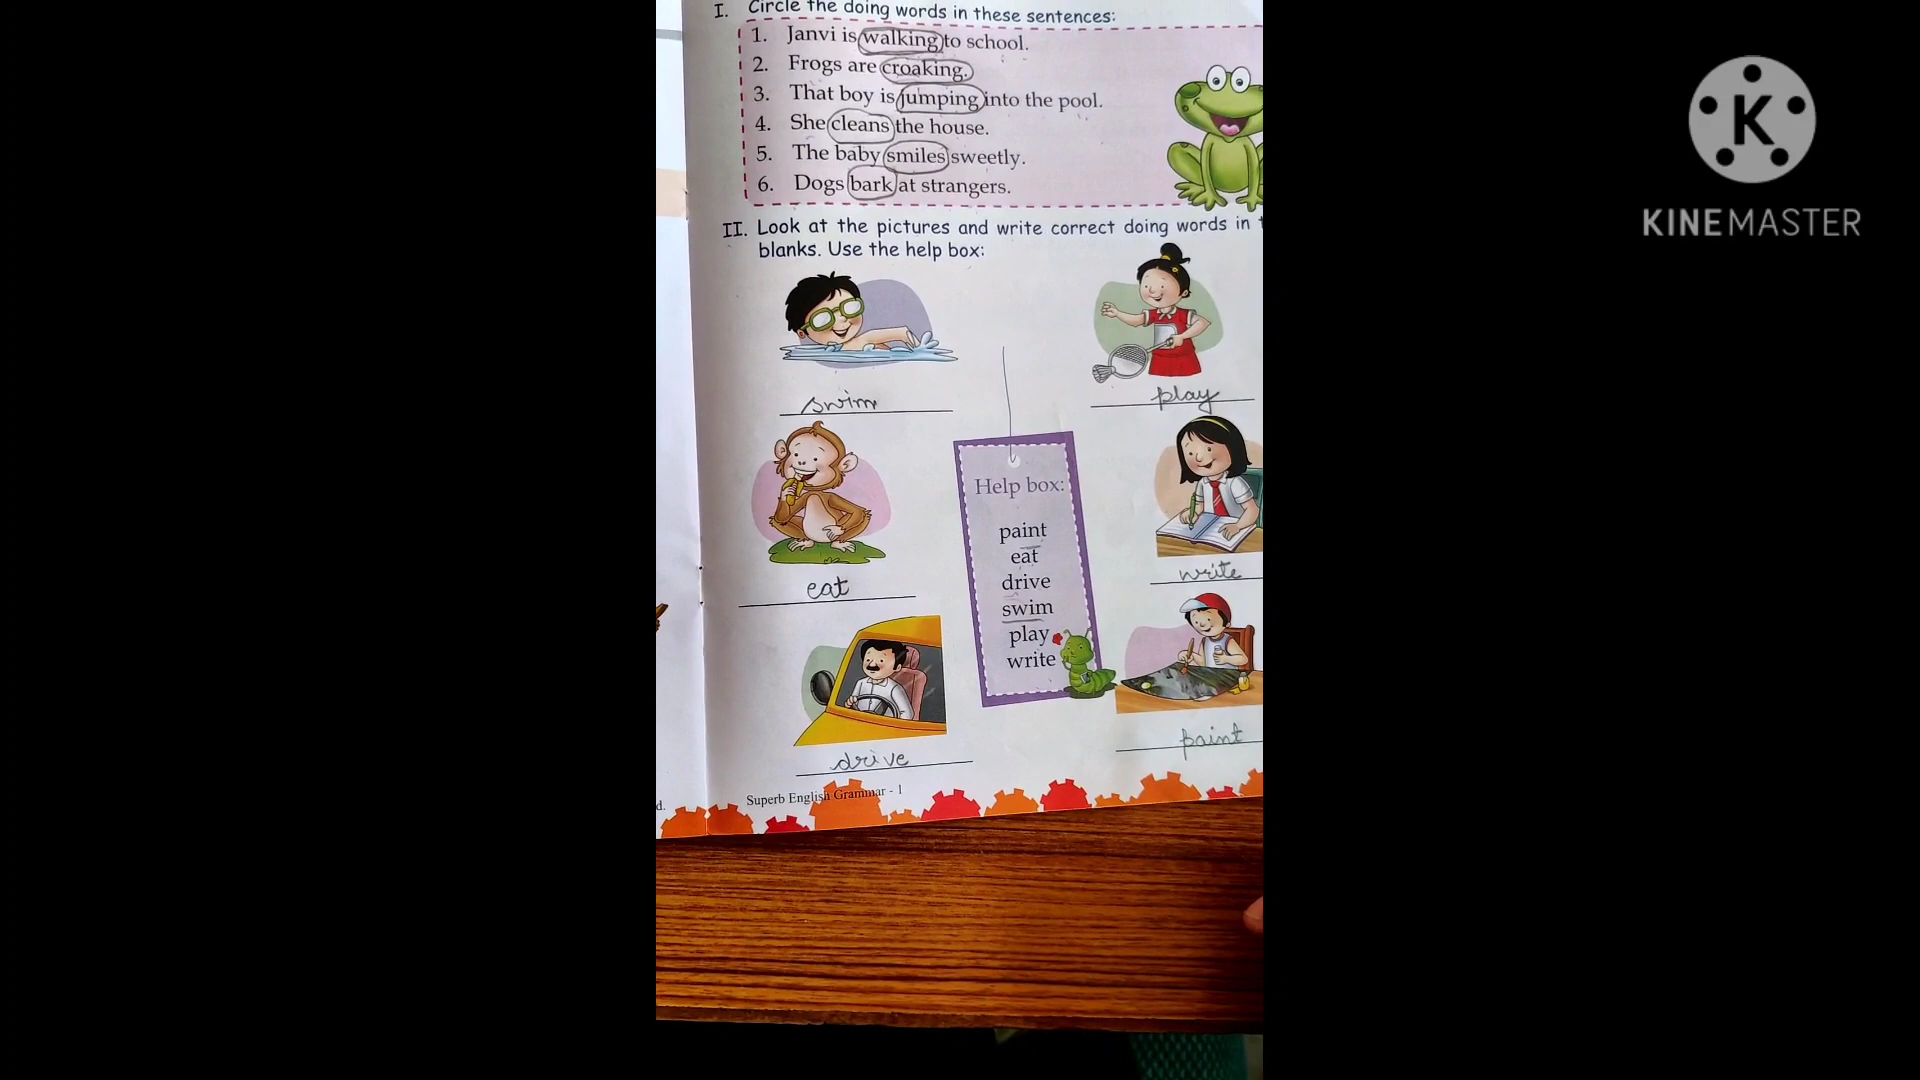 I. Circle the doing words in these sentences:
1. Janvi is walking to school.
2. Frogs are croaking.
3. That boy is jumping into the pool.
4. She cleans the house.
5. The baby smiles sweetly.
6. Dogs bark at strangers.
II. Look at the pictures and write correct doing words in
blanks. Use the help box:
swim
play
eat
write
drive
paint
Help box:
paint
eat
drive
swim
play
write
Superb English Grammar - 1
d.
KINEMASTER